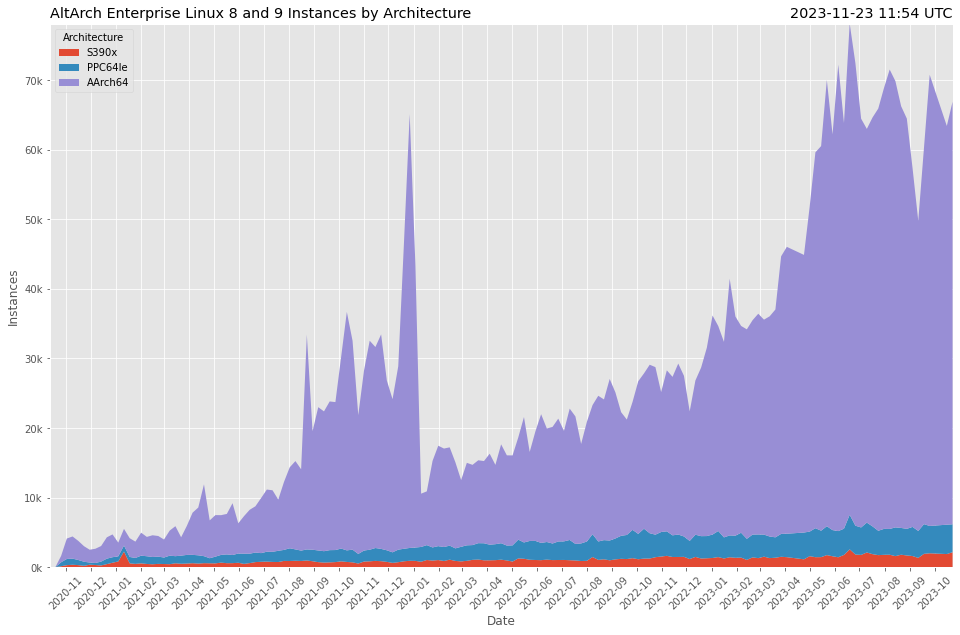 AltArch Enterprise Linux 8 and 9 Instances by Architecture
2023-11-23 11:54 UTC
Architecture
S390x
PPC64le
AArch64
70k
60k
50k
40k
30k
20k
10k
0k
Instances
2020-11
2020-12
2021-01
2021-02
2021-03
2021-04
2021-05
2021-06
2021-07
2021-08
2021-09
2021-10
2021-11
2021-12
2022-01
2022-02
2022-03
2022-04
2022-05
2022-06
2022-07
2022-08
2022-09
2022-10
2022-11
2022-12
2023-01
2023-02
2023-03
2023-04
2023-05
2023-06
2023-07
2023-08
2023-09
2023-10
Date